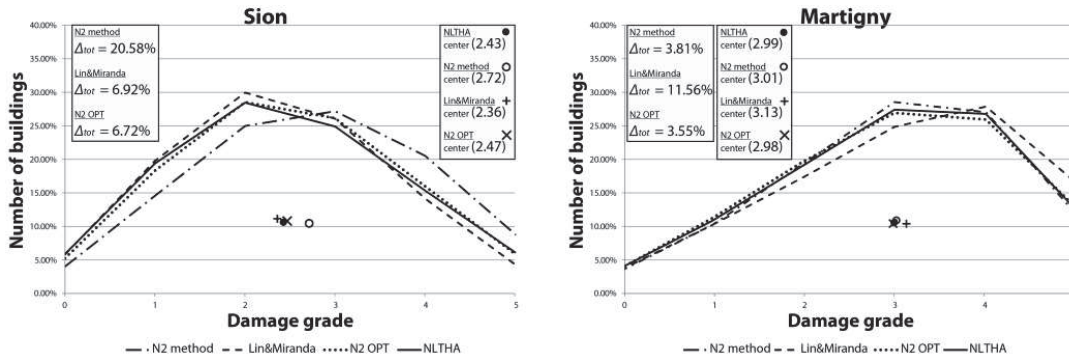 Sion
N2 method
Δtot = 20.58%
Lin&Miranda
Δtot = 6.92%
N2 OPT
Δtot = 6.72%
NLTHA
center (2.43)
N2 method
center (2.72)
Lin&Miranda
center (2.36)
N2 OPT
center (2.47)
Number of buildings
40.00%
35.00%
30.00%
25.00%
20.00%
15.00%
10.00%
5.00%
0.00%
0 1 2 3 4 5
Damage grade
N2 method Lin&Miranda N2 OPT NLTHA
Martigny
N2 method
Δtot = 3.81%
Lin&Miranda
Δtot = 11.56%
N2 OPT
Δtot = 3.55%
NLTHA
center (2.99)
N2 method
center (3.01)
Lin&Miranda
center (3.13)
N2 OPT
center (2.98)
Number of buildings
40.00%
35.00%
30.00%
25.00%
20.00%
15.00%
10.00%
5.00%
0.00%
0 1 2 3 4
Damage grade
N2 method Lin&Miranda N2 OPT NLTHA